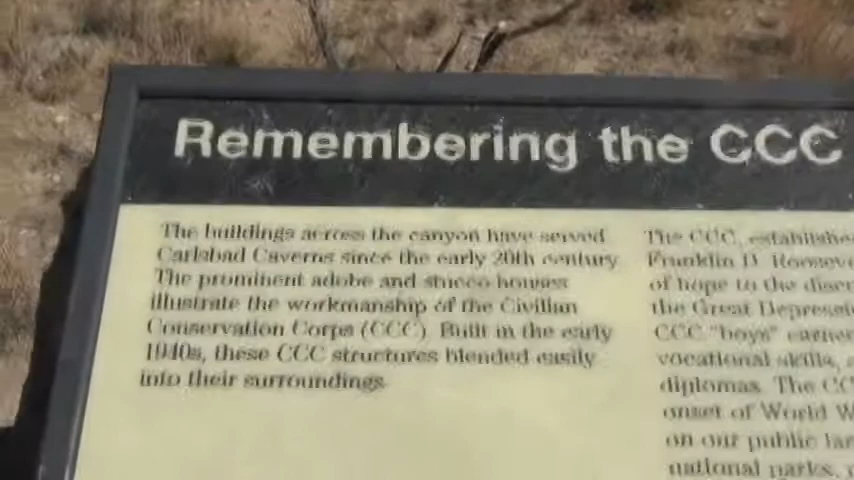 Remembering the CCC
The buildings across the canyon have served
Carlsbad Caverns since the early 20th century.
The prominent adobe and stucco houses
illustrate the workmanship of the Civilian
Conservation Corps (CCC). Built in the early
1940s, these CCC structures blended easily
into their surroundings.
The CCC, establishe
Franklin D. Roosev
of hope to the
the Great Depressi
CCC "boys" earne
vocational skills,
diplomas. The CC
onset of World W
on our public la
national parks,